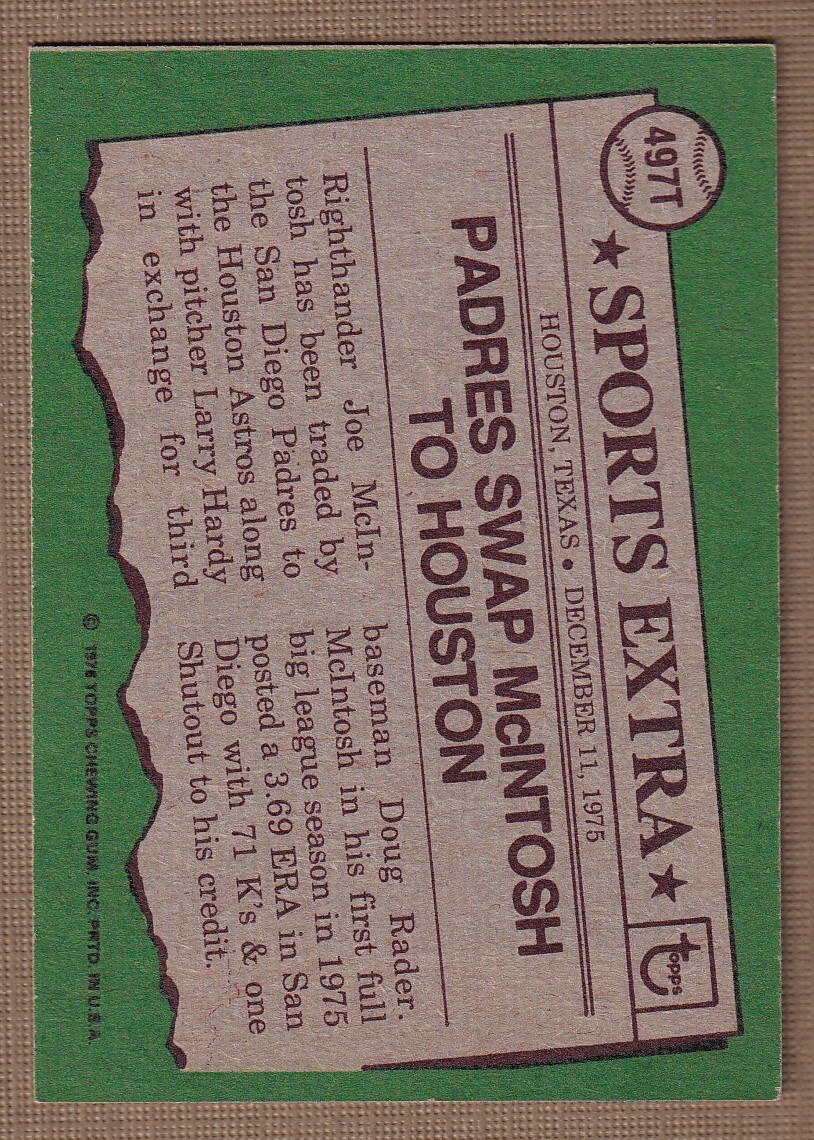 497T
★ SPORTS EXTRA ★
topps
HOUSTON, TEXAS • DECEMBER 11, 1975
PADRES SWAP McINTOSH
TO HOUSTON
Righthander Joe McIn-
tosh has been traded by
the San Diego Padres to
the Houston Astros along
with pitcher Larry Hardy
in exchange for third
baseman Doug Rader.
McIntosh in his first full
big league season in 1975
posted a 3.69 ERA in San
Diego with 71 K's & one
Shutout to his credit.
© 1976 TOPPS CHEWING GUM, INC. PRTD. IN U.S.A.